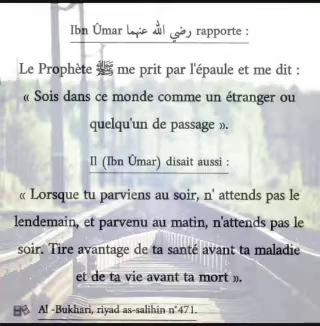 Ibn Ûmar رضي الله عنهما rapporte :
Le Prophète ﷺ me prit par l'épaule et me dit :
« Sois dans ce monde comme un étranger ou
quelqu'un de passage ».
Il (Ibn Ûmar) disait aussi :
« Lorsque tu parviens au soir, n' attends pas le
lendemain, et parvenu au matin, n'attends pas le
soir. Tire avantage de ta santé avant ta maladie
et de ta vie avant ta mort ».
Al -Bukhari, riyad as-salihin n°471.